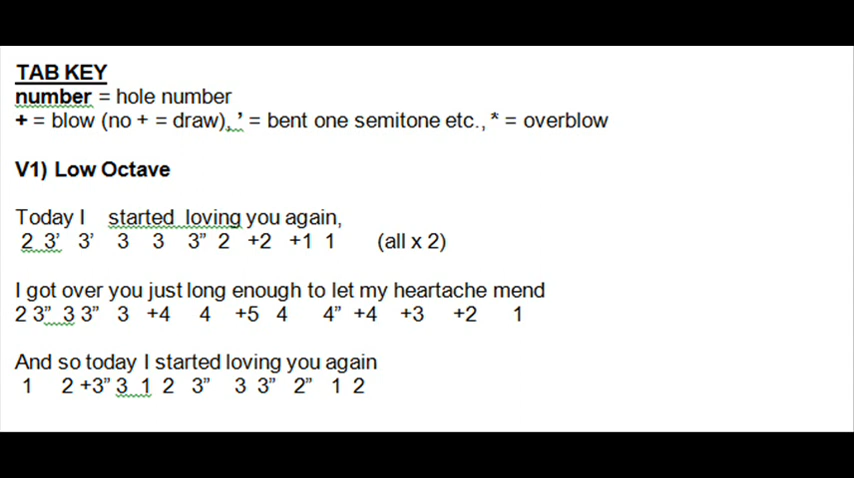 TAB KEY
number = hole number
+ = blow (no + = draw), ’ = bent one semitone etc., * = overblow
V1) Low Octave
Today I started loving you again,
2 3’ 3’ 3 3 3” 2 +2 +1 1 (all x 2)
I got over you just long enough to let my heartache mend
2 3” 3 3” 3 +4 4 +5 4 4” +4 +3 +2 1
And so today I started loving you again
1 2 +3” 3 1 2 3” 3 3” 2” 1 2